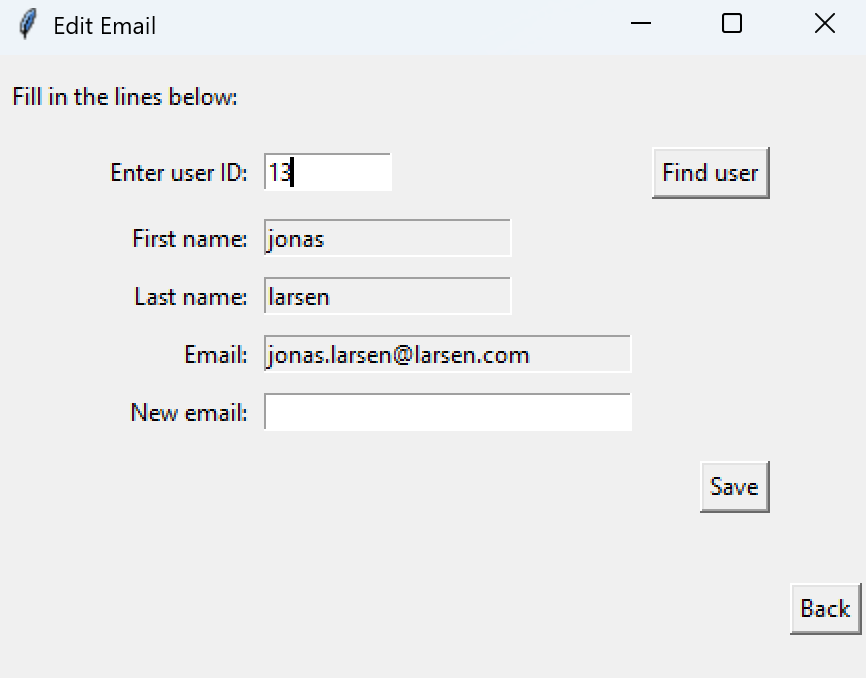 Edit Email
Fill in the lines below:
Enter user ID: 13 Find user
First name: jonas
Last name: larsen
Email: jonas.larsen@larsen.com
New email:
Save
Back